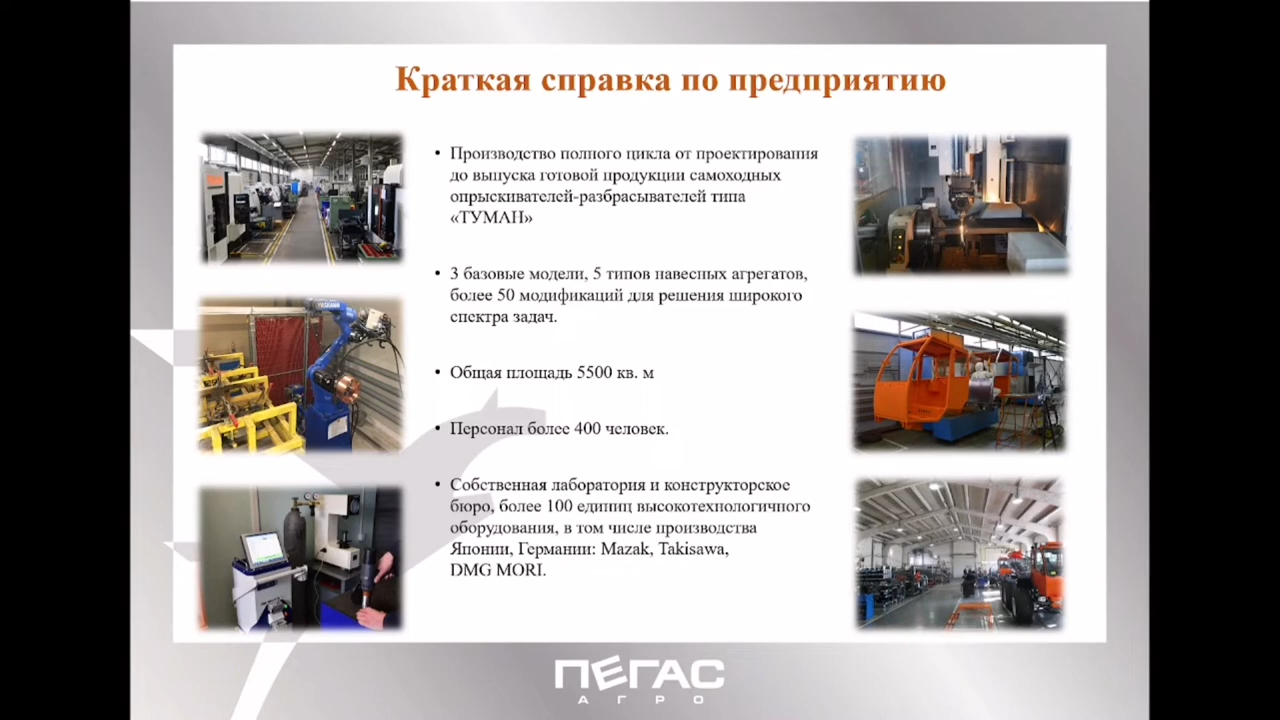 Краткая справка по предприятию
• Производство полного цикла от проектирования
до выпуска готовой продукции самоходных
опрыскивателей-разбрасывателей типа
«ТУМАН»
• 3 базовые модели, 5 типов навесных агрегатов,
более 50 модификаций для решения широкого
спектра задач.
• Общая площадь 5500 кв. м
• Персонал более 400 человек.
• Собственная лаборатория и конструкторское
бюро, более 100 единиц высокотехнологичного
оборудования, в том числе производства
Японии, Германии: Mazak, Takisawa,
DMG MORI.
YASKAWA
ПЕГАС
АГРО